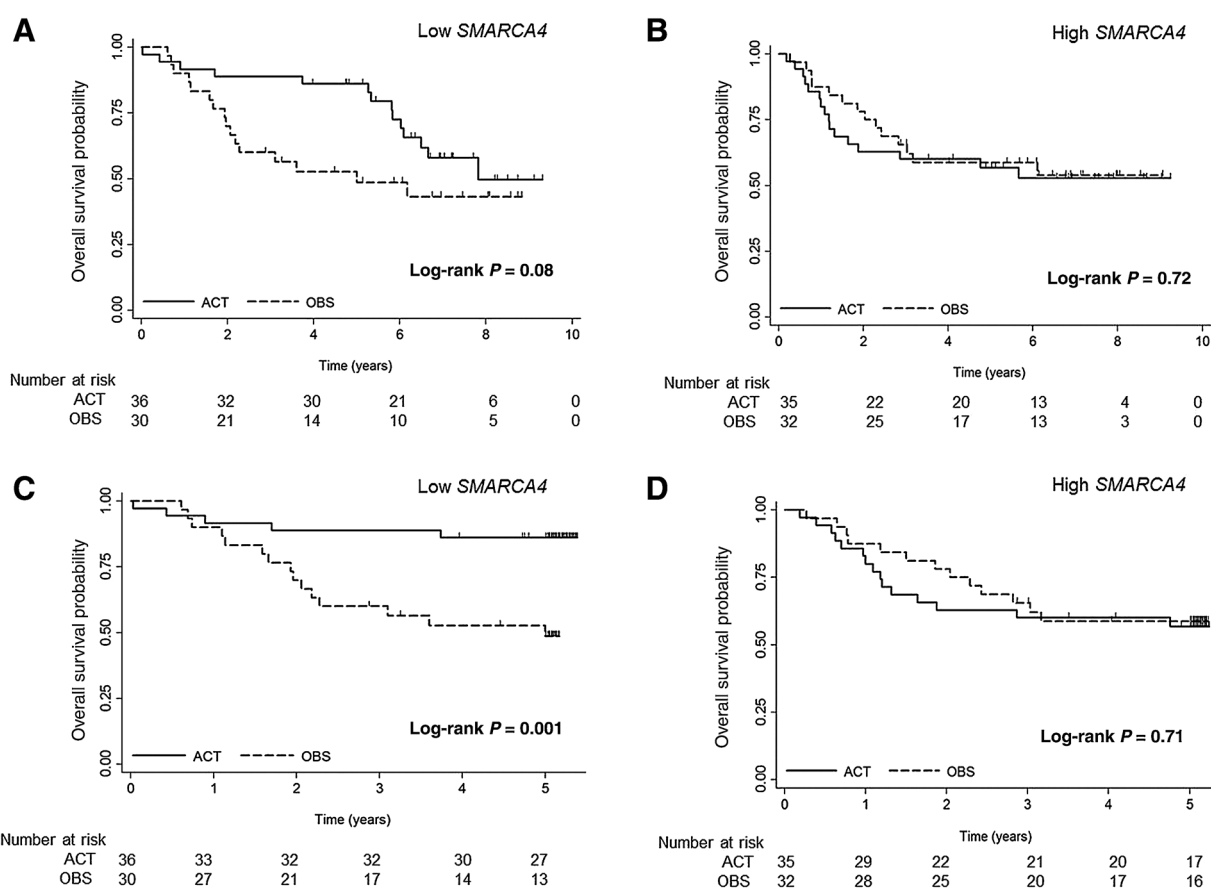 A
Low SMARCA4
Overall survival probability
1.00
0.75
0.50
0.25
0.00
Log-rank P = 0.08
ACT OBS
0 2 4 6 8 10
Time (years)
Number at risk
ACT 36 32 30 21 6 0
OBS 30 21 14 10 5 0
B
High SMARCA4
Overall survival probability
1.00
0.75
0.50
0.25
0.00
Log-rank P = 0.72
ACT OBS
0 2 4 6 8 10
Time (years)
Number at risk
ACT 35 22 20 13 4 0
OBS 32 25 17 13 3 0
C
Low SMARCA4
Overall survival probability
1.00
0.75
0.50
0.25
0.00
Log-rank P = 0.001
ACT OBS
0 1 2 3 4 5
Time (years)
Number at risk
ACT 36 33 32 32 30 27
OBS 30 27 21 17 14 13
D
High SMARCA4
Overall survival probability
1.00
0.75
0.50
0.25
0.00
Log-rank P = 0.71
ACT OBS
0 1 2 3 4 5
Time (years)
Number at risk
ACT 35 29 22 21 20 17
OBS 32 28 25 20 17 16